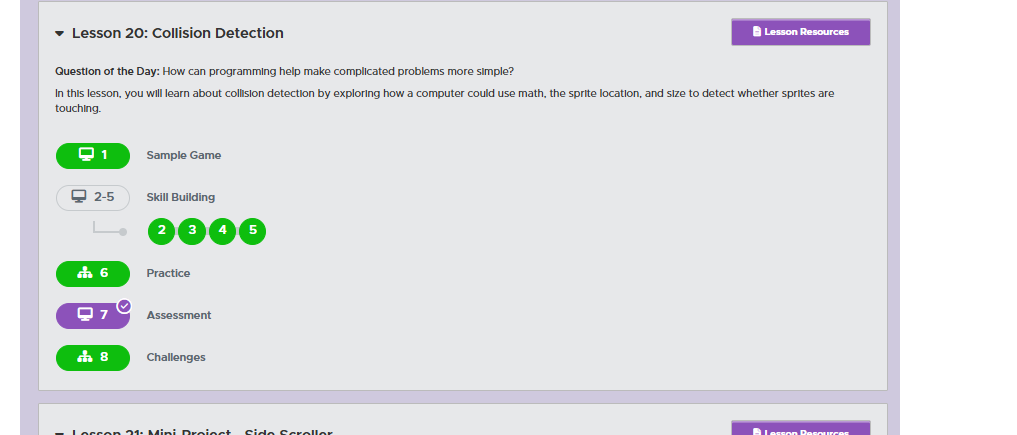 Lesson 20: Collision Detection
Lesson Resources
Question of the Day: How can programming help make complicated problems more simple?
In this lesson, you will learn about collision detection by exploring how a computer could use math, the sprite location, and size to detect whether sprites are
touching.
1 Sample Game
2-5 Skill Building
2 3 4 5
6 Practice
7 Assessment
8 Challenges
Lesson 21: Mini-Project - Side Scroller
Lesson Resources